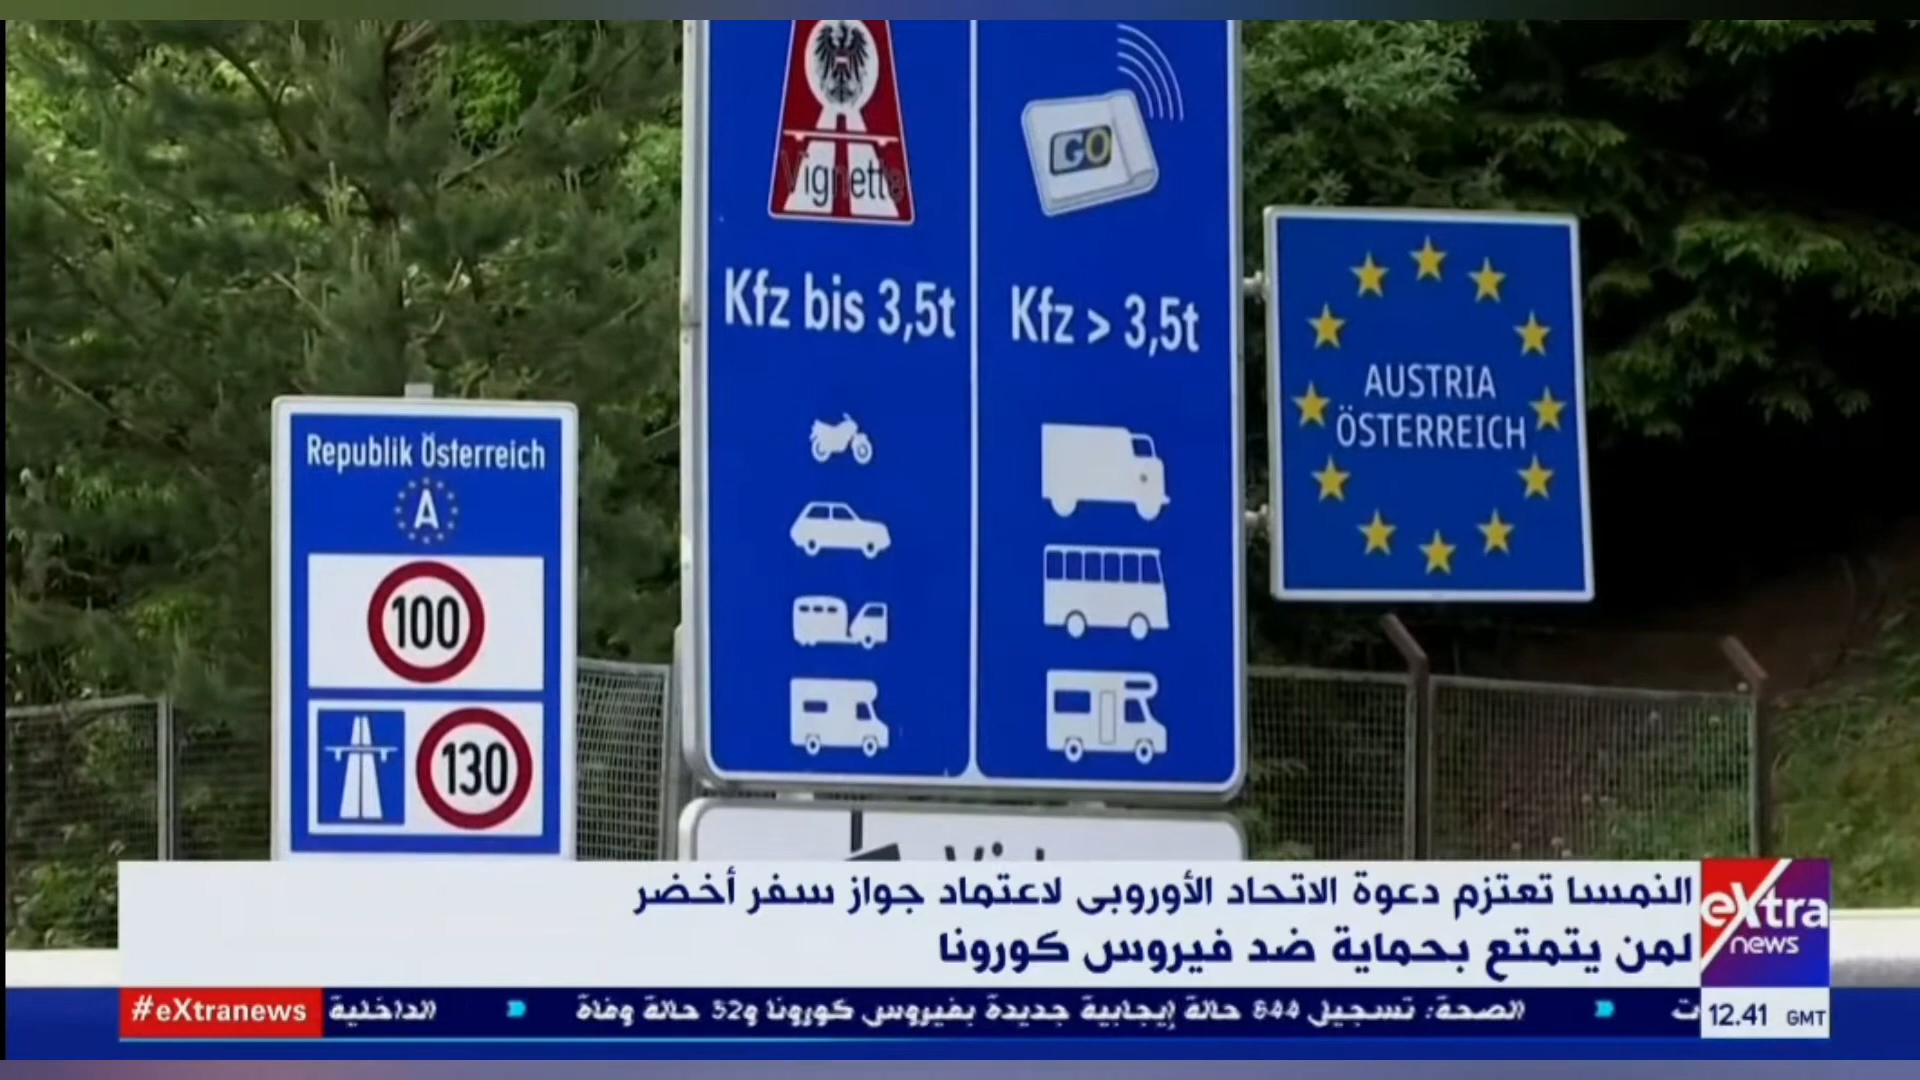 Vignette
GO
Kfz bis 3,5t
Kfz > 3,5t
AUSTRIA
ÖSTERREICH
Republik Österreich
A
100
130
النمسا تعتزم دعوة الاتحاد الأوروبى لاعتماد جواز سفر أخضر
لمن يتمتع بحماية ضد فيروس كورونا
eXtra
news
#eXtranews
الصحة: تسجيل 644 حالة إيجابية جديدة بفيروس كورونا و52 حالة وفاة
الداخلية
12.41 GMT